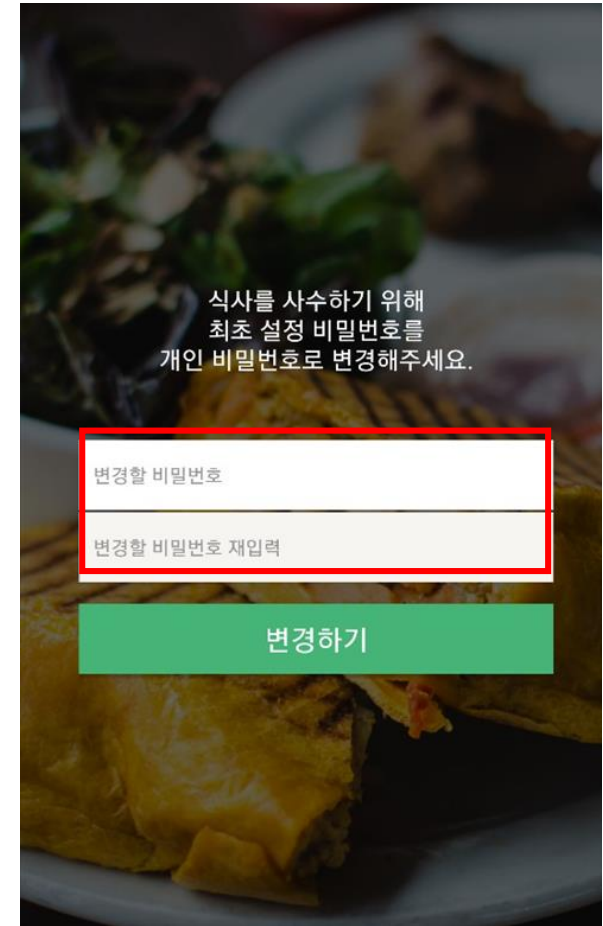 식사를 사수하기 위해
최초 설정 비밀번호를
개인 비밀번호로 변경해주세요.
변경할 비밀번호
변경할 비밀번호 재입력
변경하기